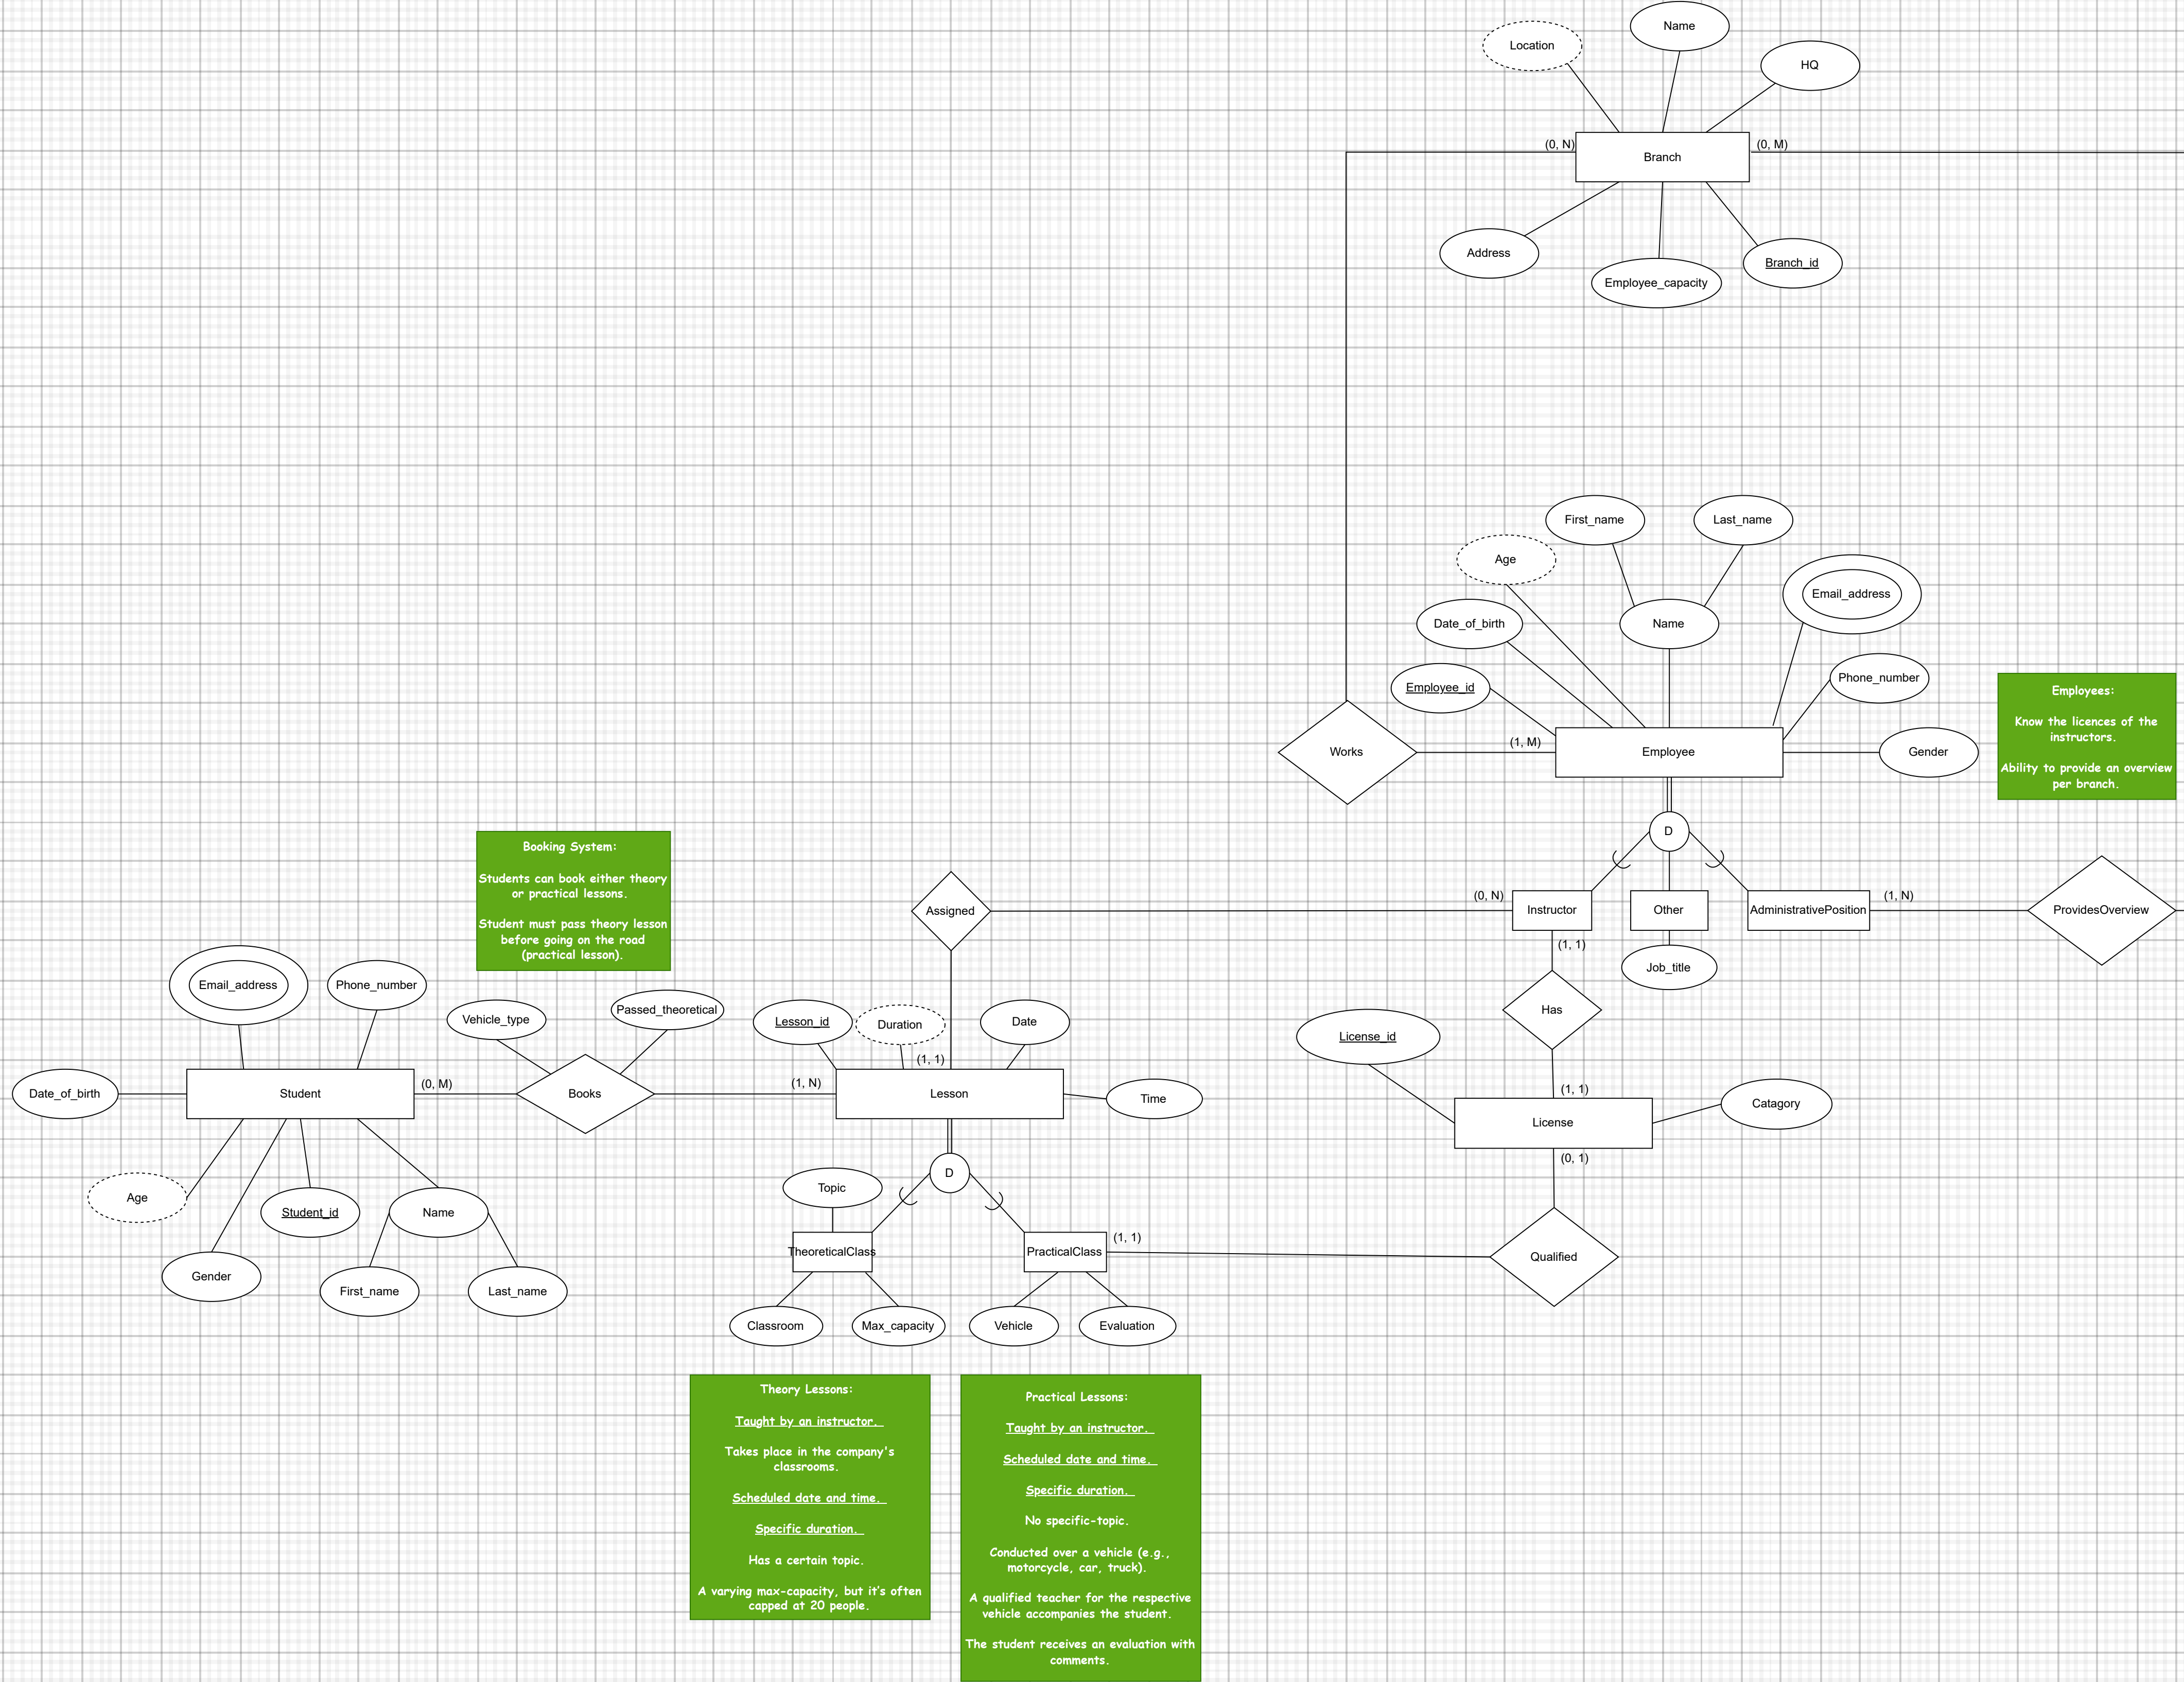 Name
Location
HQ
(0, N)
Branch
(0, M)
Address
Employee_capacity
Branch_id
First_name
Last_name
Age
Email_address
Date_of_birth
Name
Phone_number
Employee_id
Works
(1, M)
Employee
Gender
Employees:
Know the licences of the
instructors.
Ability to provide an overview
per branch.
D
Booking System:
Students can book either theory
or practical lessons.
Student must pass theory lesson
before going on the road
(practical lesson).
Assigned
(0, N)
Instructor
Other
AdministrativePosition
(1, N)
ProvidesOverview
(1, 1)
Job_title
Has
Email_address
Phone_number
Vehicle_type
Passed_theoretical
Lesson_id
Duration
Date
License_id
(1, 1)
Date_of_birth
Student
(0, M)
Books
(1, N)
Lesson
Time
(1, 1)
License
Catagory
(0, 1)
D
Age
Student_id
Name
Topic
Gender
First_name
Last_name
TheoreticalClass
PracticalClass
(1, 1)
Qualified
Classroom
Max_capacity
Vehicle
Evaluation
Theory Lessons:
Taught by an instructor.
Takes place in the company's
classrooms.
Scheduled date and time.
Specific duration.
Has a certain topic.
A varying max-capacity, but it's often
capped at 20 people.
Practical Lessons:
Taught by an instructor.
Scheduled date and time.
Specific duration.
No specific-topic.
Conducted over a vehicle (e.g.,
motorcycle, car, truck).
A qualified teacher for the respective
vehicle accompanies the student.
The student receives an evaluation with
comments.